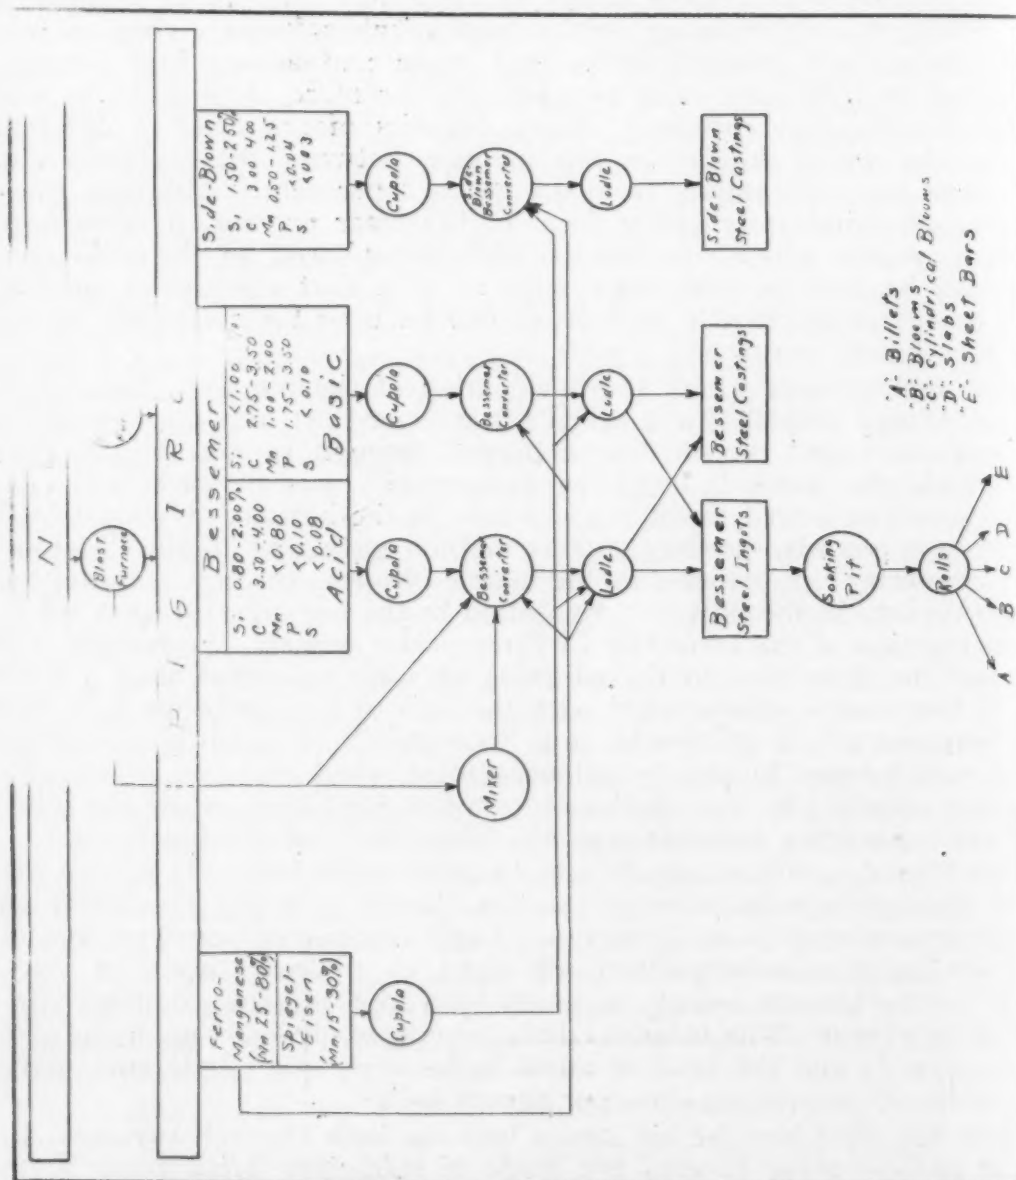 N
Blast
Furnace
P I G I R
Ferro-
Manganese
(Mn 25-80%)
Spiegel-
Eisen
(Mn 15-30%)
Bessemer
Si 0.80-2.00%
C 3.50-4.00
Mn <0.80
P <0.10
S <0.08
Acid
Si <1.00 %
C 2.75-3.50
Mn 1.00-2.00
P 1.75-3.50
S <0.10
Basic
Side-Blown
Si 1.50-2.50%
C 3.00-4.00
Mn 0.50-1.25
P <0.04
S
Cupola
Cupola
Cupola
Cupola
Mixer
Bessemer
Converter
Bessemer
Converter
Side-
Blown
Bessemer
Converter
Ladle
Ladle
Ladle
Bessemer
Steel Ingots
Bessemer
Steel Castings
Side-Blown
Steel Castings
Soaking
Pit
Rolls
A B C D E
"A" Billets
"B" Blooms
"C" Cylindrical Blooms
"D" Slabs
"E" Sheet Bars